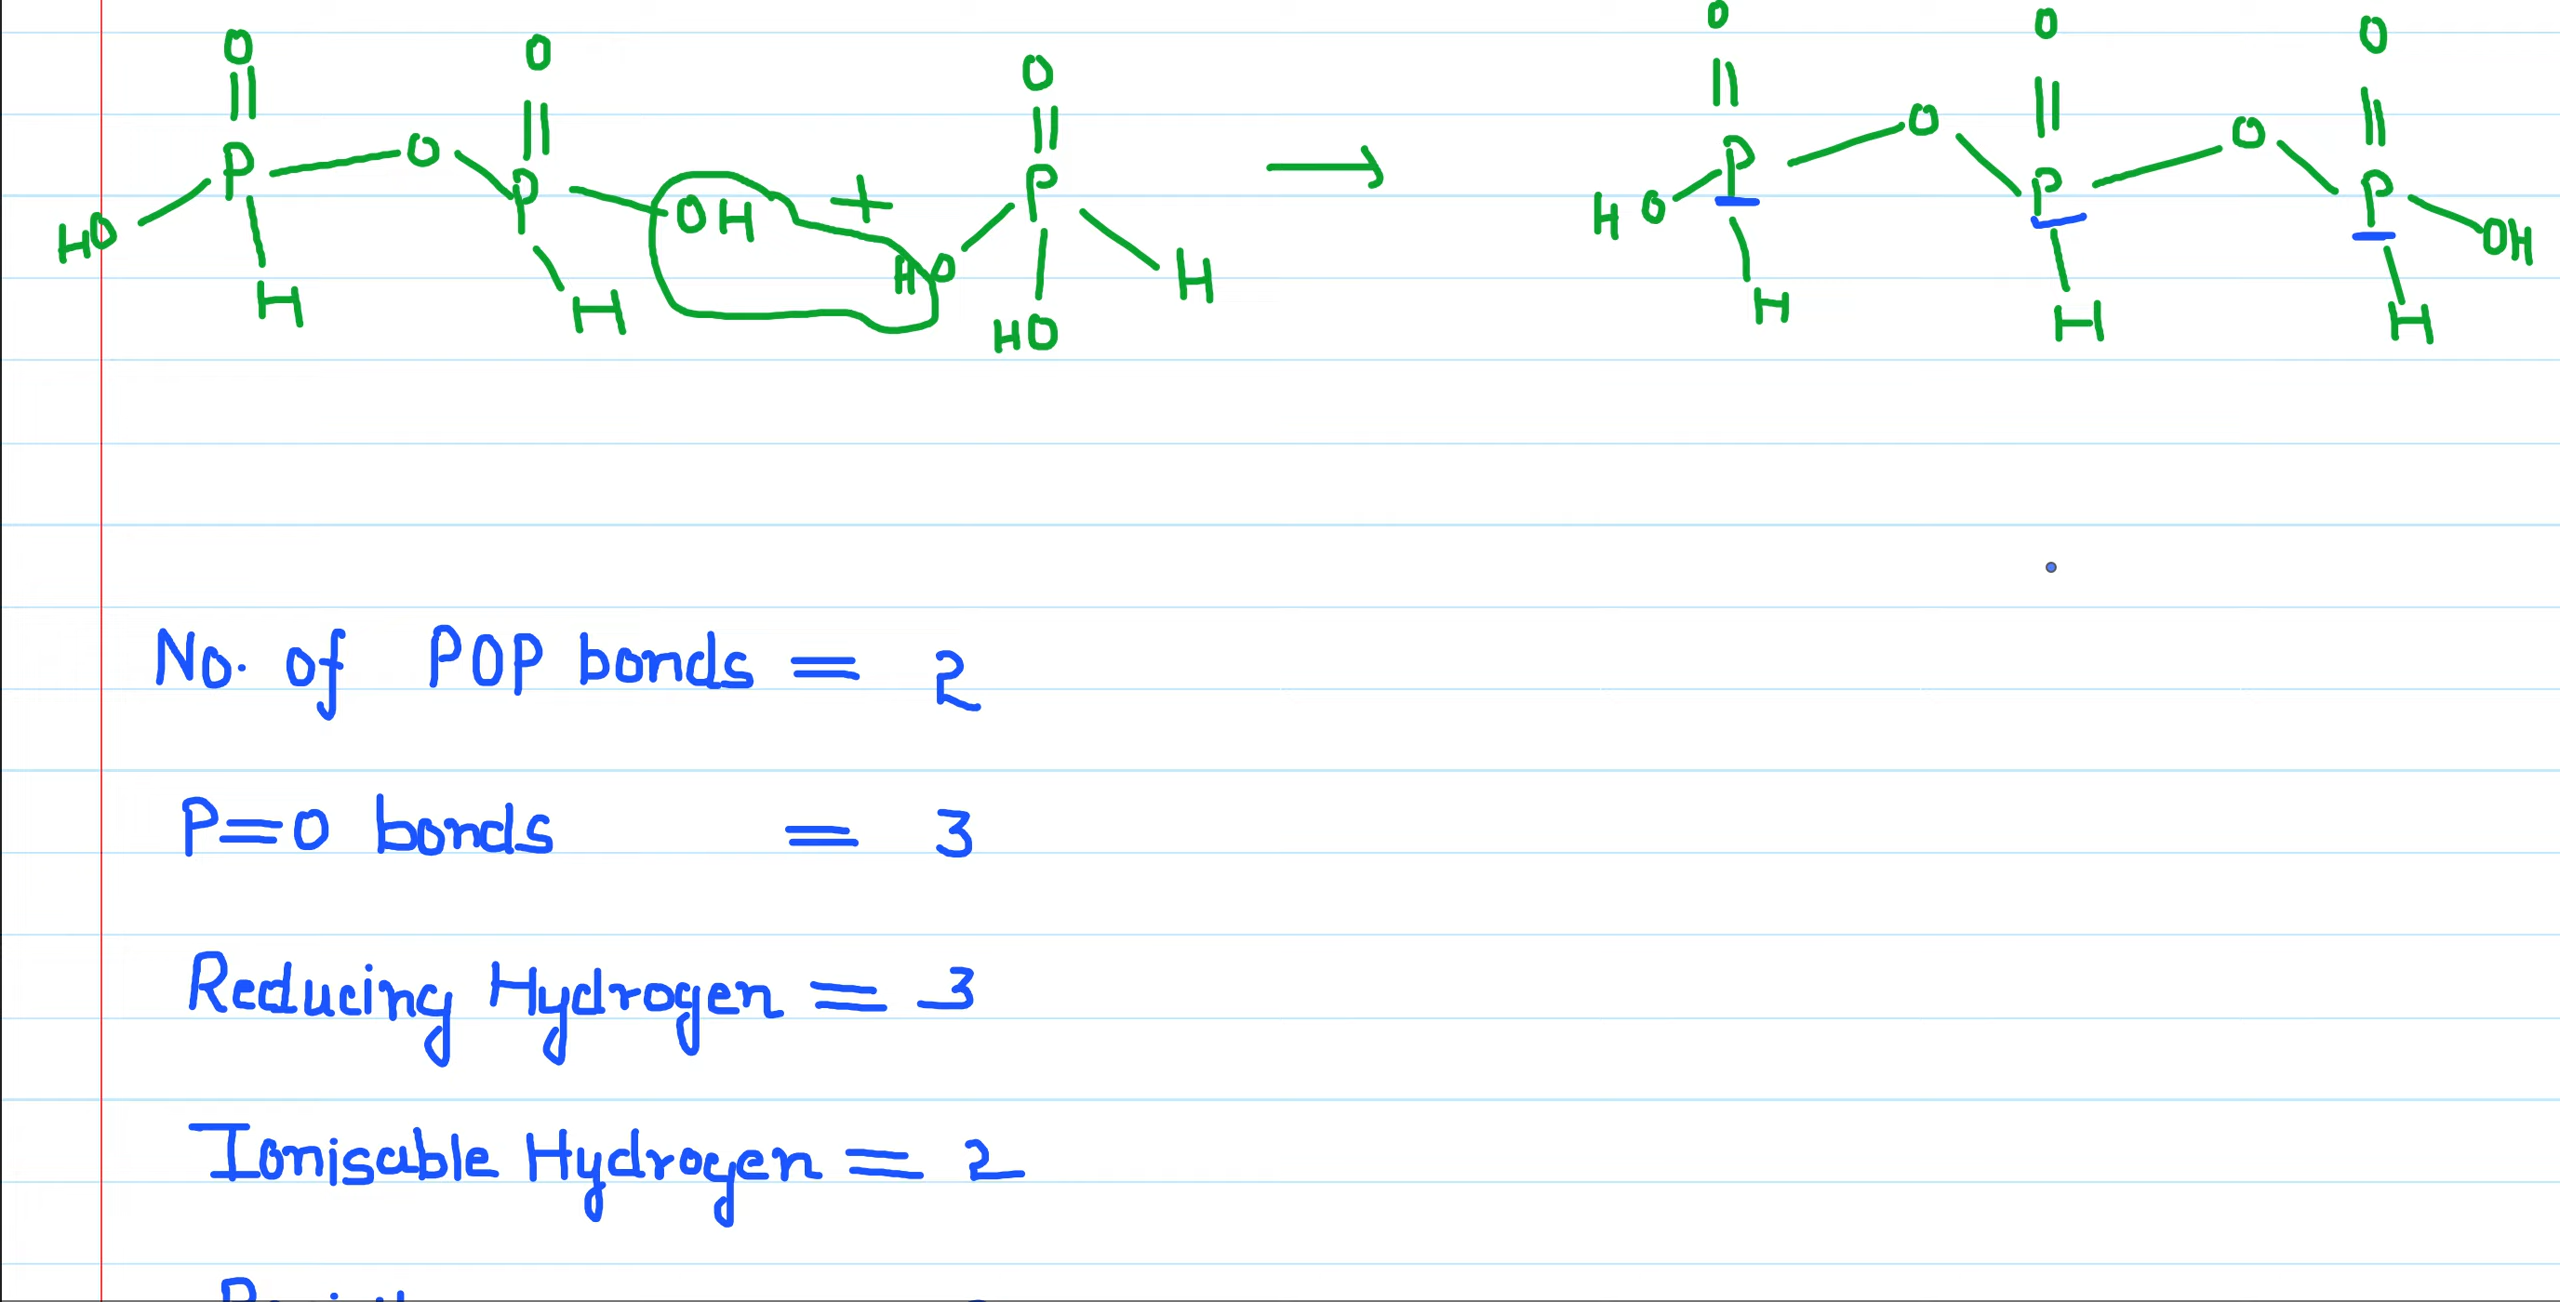 O O O O O O
P O P OH + P → P O P O P
HO H H HO H HO H H H OH
HO
No. of POP bonds = 2
P=O bonds = 3
Reducing Hydrogen = 3
Ionisable Hydrogen = 2